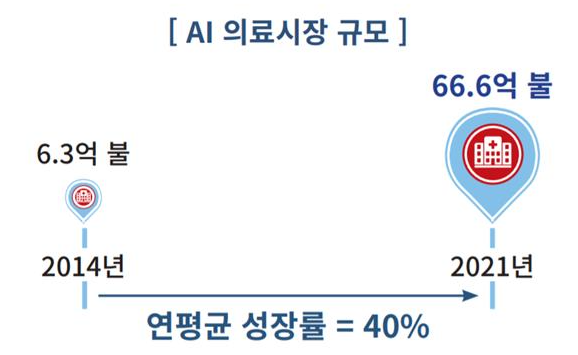 [ AI 의료시장 규모 ]
66.6억 불
6.3억 불
2014년
2021년
연평균 성장률 = 40%